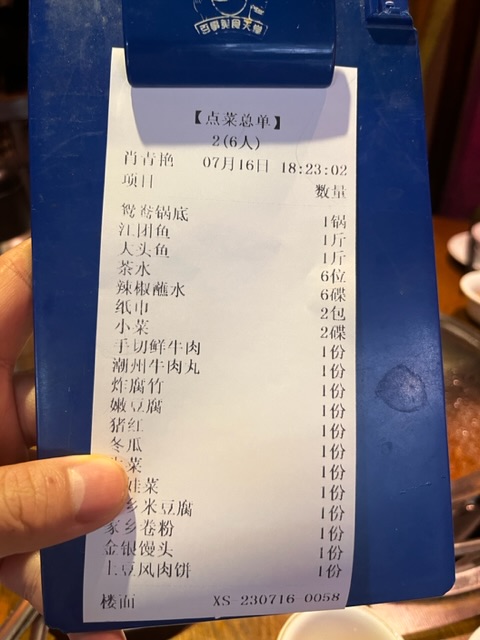 【点菜总单】
2(6人)
肖青艳 07月16日 18:23:02
项目 数量
鸳鸯锅底 1锅
江团鱼 1斤
大头鱼 1斤
茶水 6位
辣椒蘸水 6碟
纸巾 2包
小菜 2碟
手切鲜牛肉 1份
潮州牛肉丸 1份
炸腐竹 1份
嫩豆腐 1份
猪红 1份
冬瓜 1份
菜 1份
娃菜 1份
乡米豆腐 1份
家乡卷粉 1份
金银馒头 1份
土豆风肉饼 1份
楼面 XS 230716 0058